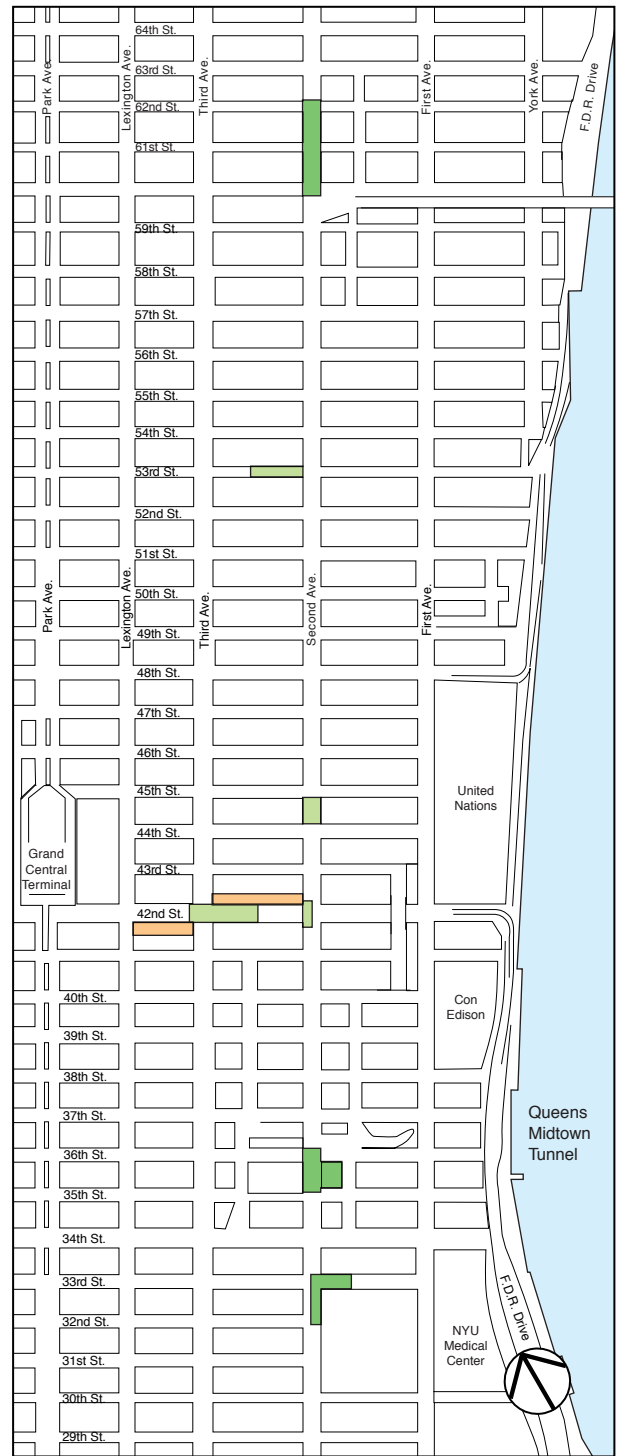 64th St.
63rd St.
62nd St.
61st St.
Park Ave.
Lexington Ave.
Third Ave.
First Ave.
York Ave.
F.D.R. Drive
59th St.
58th St.
57th St.
56th St.
55th St.
54th St.
53rd St.
52nd St.
51st St.
50th St.
49th St.
Park Ave.
Lexington Ave.
Third Ave.
Second Ave.
First Ave.
48th St.
47th St.
46th St.
45th St.
44th St.
43rd St.
42nd St.
United
Nations
Grand
Central
Terminal
40th St.
39th St.
38th St.
37th St.
36th St.
35th St.
34th St.
33rd St.
32nd St.
31st St.
30th St.
29th St.
Con
Edison
Queens
Midtown
Tunnel
F.D.R. Drive
NYU
Medical
Center